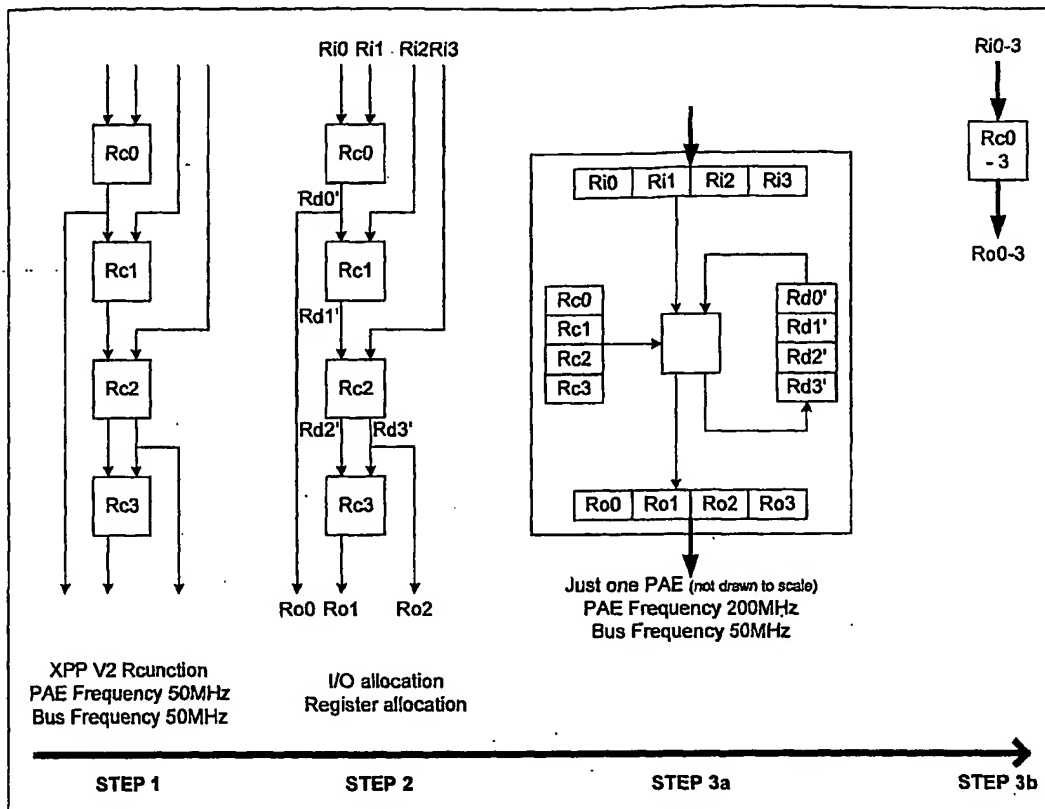 Rc0
Rc1
Rc2
Rc3
XPP V2 Rcunction
PAE Frequency 50MHz
Bus Frequency 50MHz
STEP 1
Ri0 Ri1 Ri2Ri3
Rc0
Rd0'
Rc1
Rd1'
Rc2
Rd2' Rd3'
Rc3
Ro0 Ro1 Ro2
I/O allocation
Register allocation
STEP 2
Ri0 Ri1 Ri2 Ri3
Rc0
Rc1
Rc2
Rc3
Rd0'
Rd1'
Rd2'
Rd3'
Ro0 Ro1 Ro2 Ro3
Just one PAE (not drawn to scale)
PAE Frequency 200MHz
Bus Frequency 50MHz
STEP 3a
Ri0-3
Rc0
- 3
Ro0-3
STEP 3b